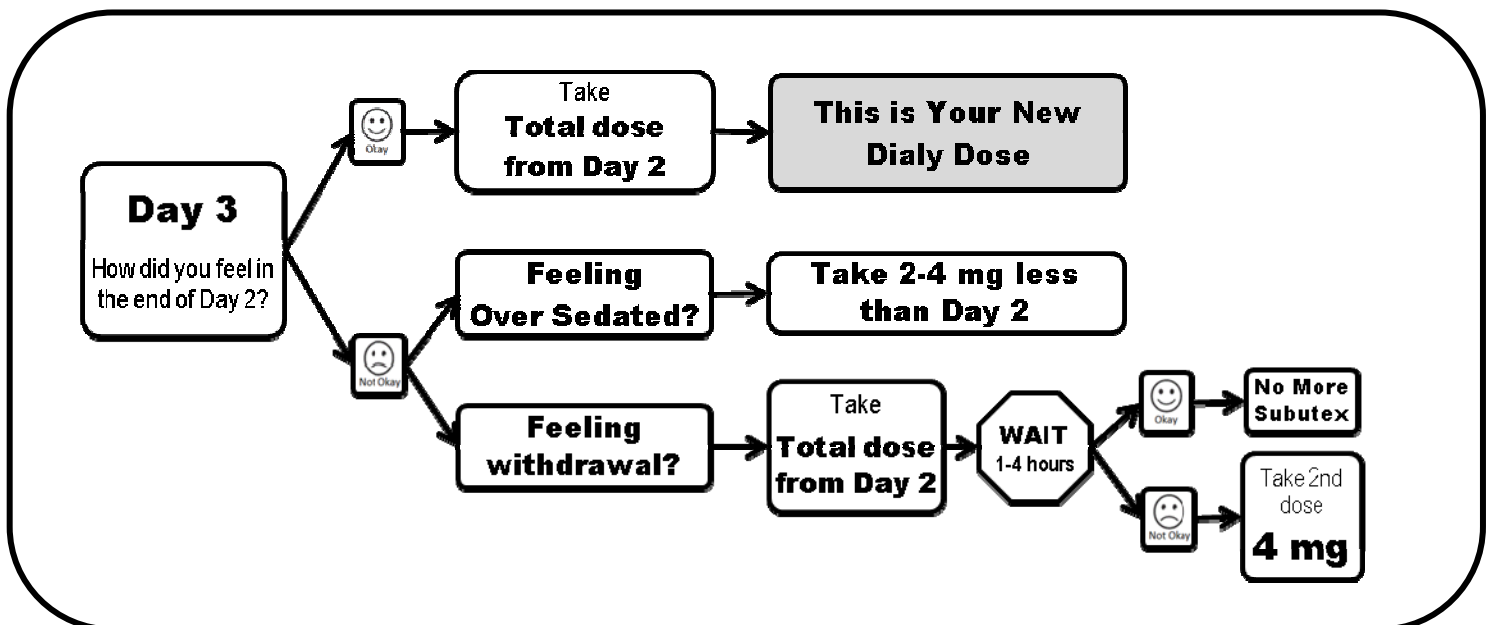 Day 3
How did you feel in
the end of Day 2?
Okay
Take
Total dose
from Day 2
This is Your New
Dialy Dose
Not Okay
Feeling
Over Sedated?
Take 2-4 mg less
than Day 2
Feeling
withdrawal?
Take
Total dose
from Day 2
WAIT
1-4 hours
Okay
No More
Subutex
Not Okay
Take 2nd
dose
4 mg